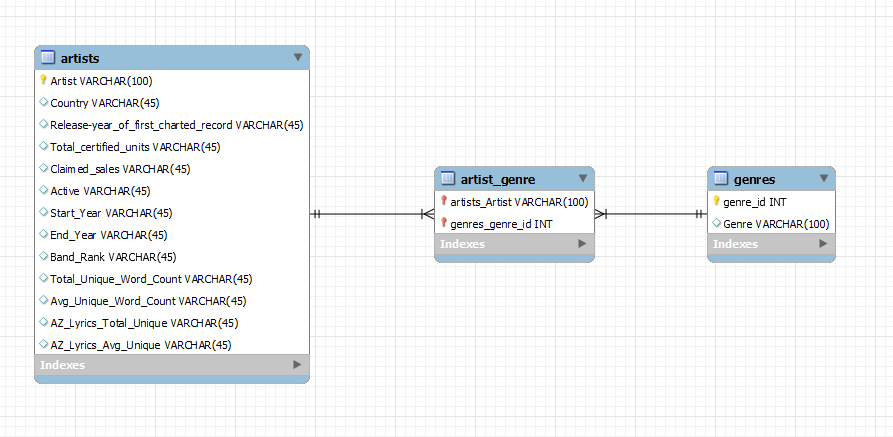 artists
Artist VARCHAR(100)
Country VARCHAR(45)
Release-year_of_first_charted_record VARCHAR(45)
Total_certified_units VARCHAR(45)
Claimed_sales VARCHAR(45)
Active VARCHAR(45)
Start_Year VARCHAR(45)
End_Year VARCHAR(45)
Band_Rank VARCHAR(45)
Total_Unique_Word_Count VARCHAR(45)
Avg_Unique_Word_Count VARCHAR(45)
AZ_Lyrics_Total_Unique VARCHAR(45)
AZ_Lyrics_Avg_Unique VARCHAR(45)
Indexes
artist_genre
artists_Artist VARCHAR(100)
genres_genre_id INT
Indexes
genres
genre_id INT
Genre VARCHAR(100)
Indexes